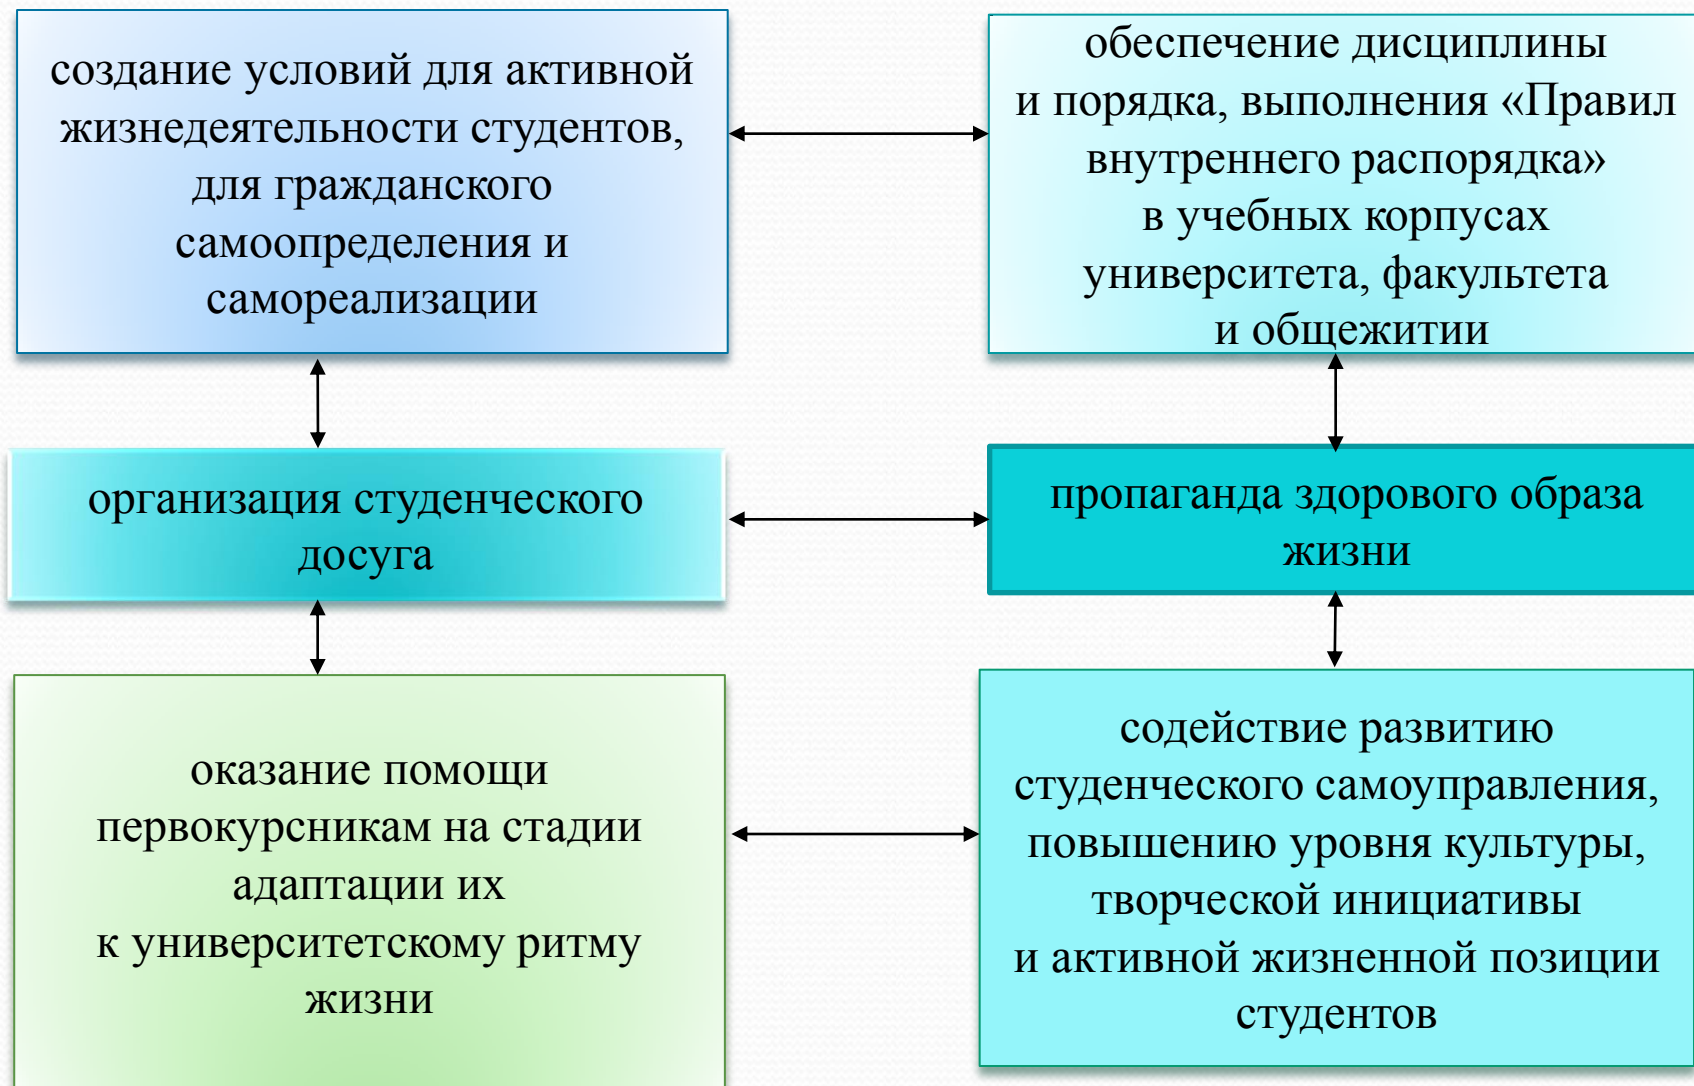 создание условий для активной
жизнедеятельности студентов,
для гражданского
самоопределения и
самореализации
обеспечение дисциплины
и порядка, выполнения «Правил
внутреннего распорядка»
в учебных корпусах
университета, факультета
и общежитии
организация студенческого
досуга
пропаганда здорового образа
жизни
оказание помощи
первокурсникам на стадии
адаптации их
к университетскому ритму
жизни
содействие развитию
студенческого самоуправления,
повышению уровня культуры,
творческой инициативы
и активной жизненной позиции
студентов